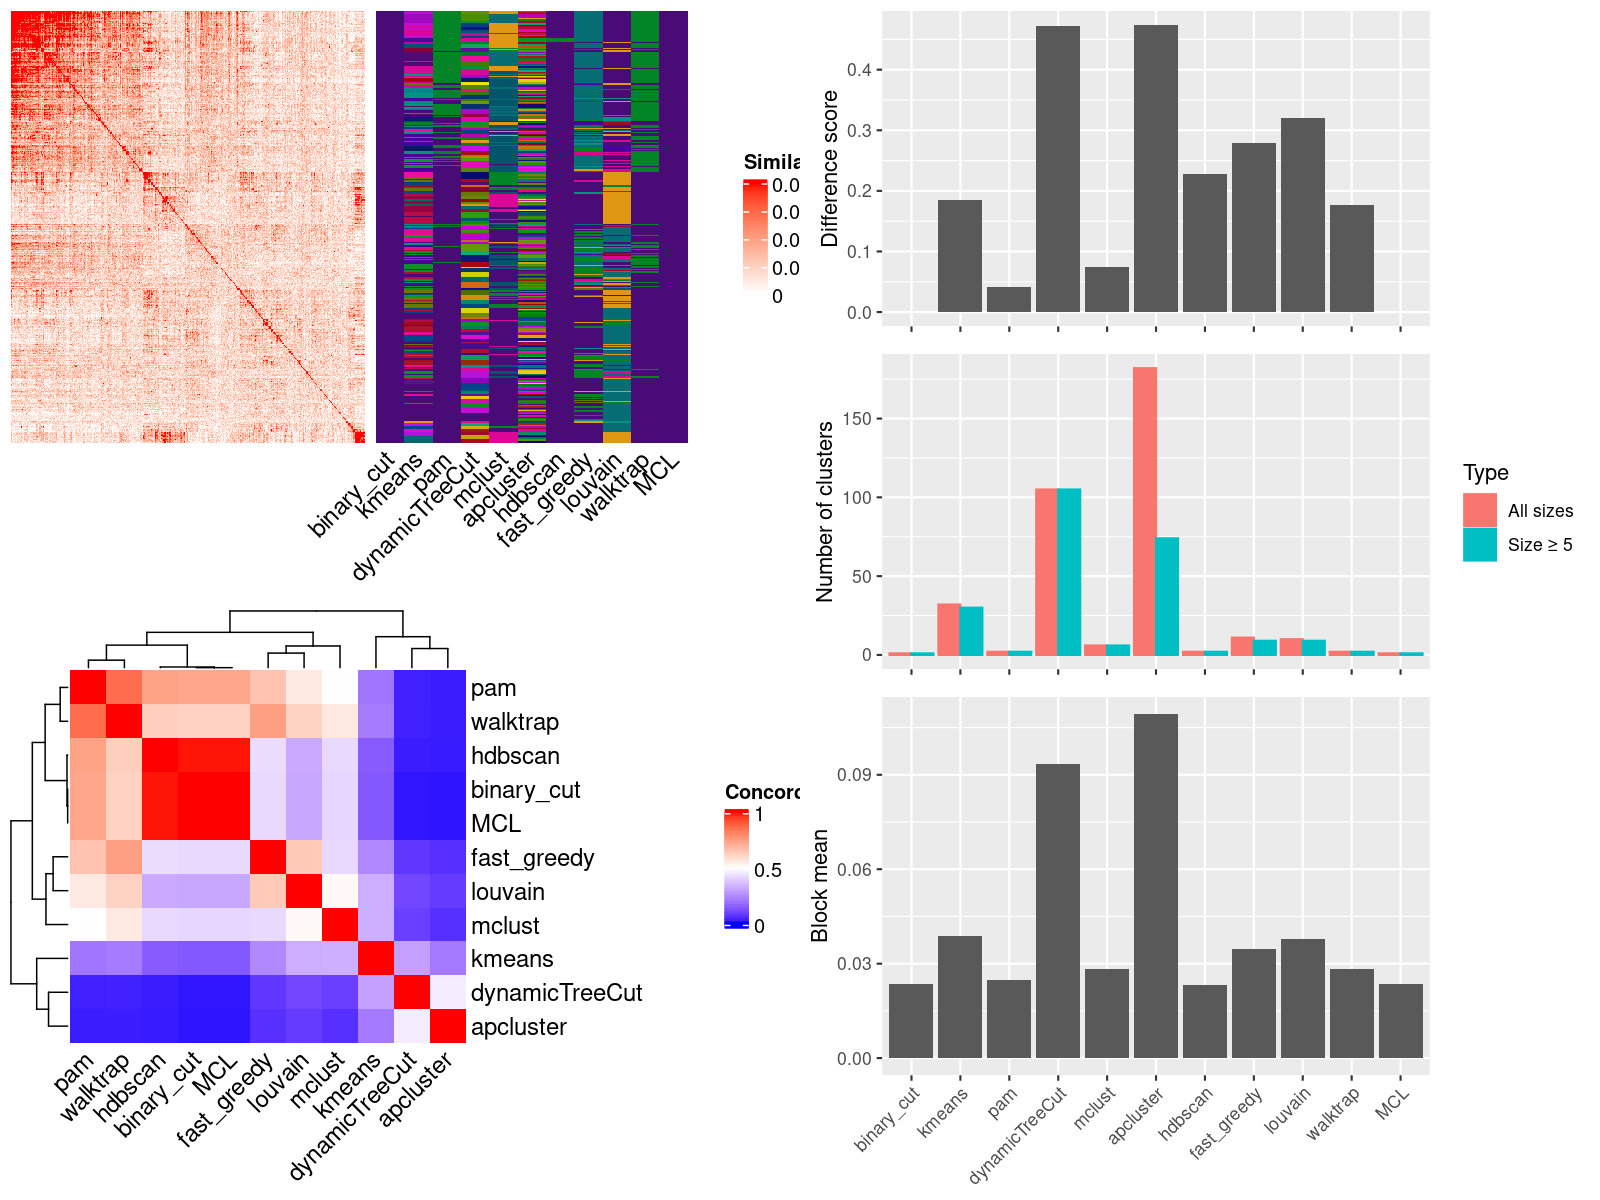 Simila
0.0
0.0
0.0
0.0
0
binary_cut
kmeans
pam
dynamicTreeCut
mclust
apcluster
hdbscan
fast_greedy
louvain
walktrap
MCL
pam
walktrap
hdbscan
binary_cut
MCL
fast_greedy
louvain
mclust
kmeans
dynamicTreeCut
apcluster
pam
walktrap
hdbscan
binary_cut
MCL
fast_greedy
louvain
mclust
kmeans
dynamicTreeCut
apcluster
Concord
1
0.5
0
Difference score
0.4
0.3
0.2
0.1
0.0
Number of clusters
150
100
50
0
Type
All sizes
Size ≥ 5
Block mean
0.09
0.06
0.03
0.00
binary_cut
kmeans
pam
dynamicTreeCut
mclust
apcluster
hdbscan
fast_greedy
louvain
walktrap
MCL